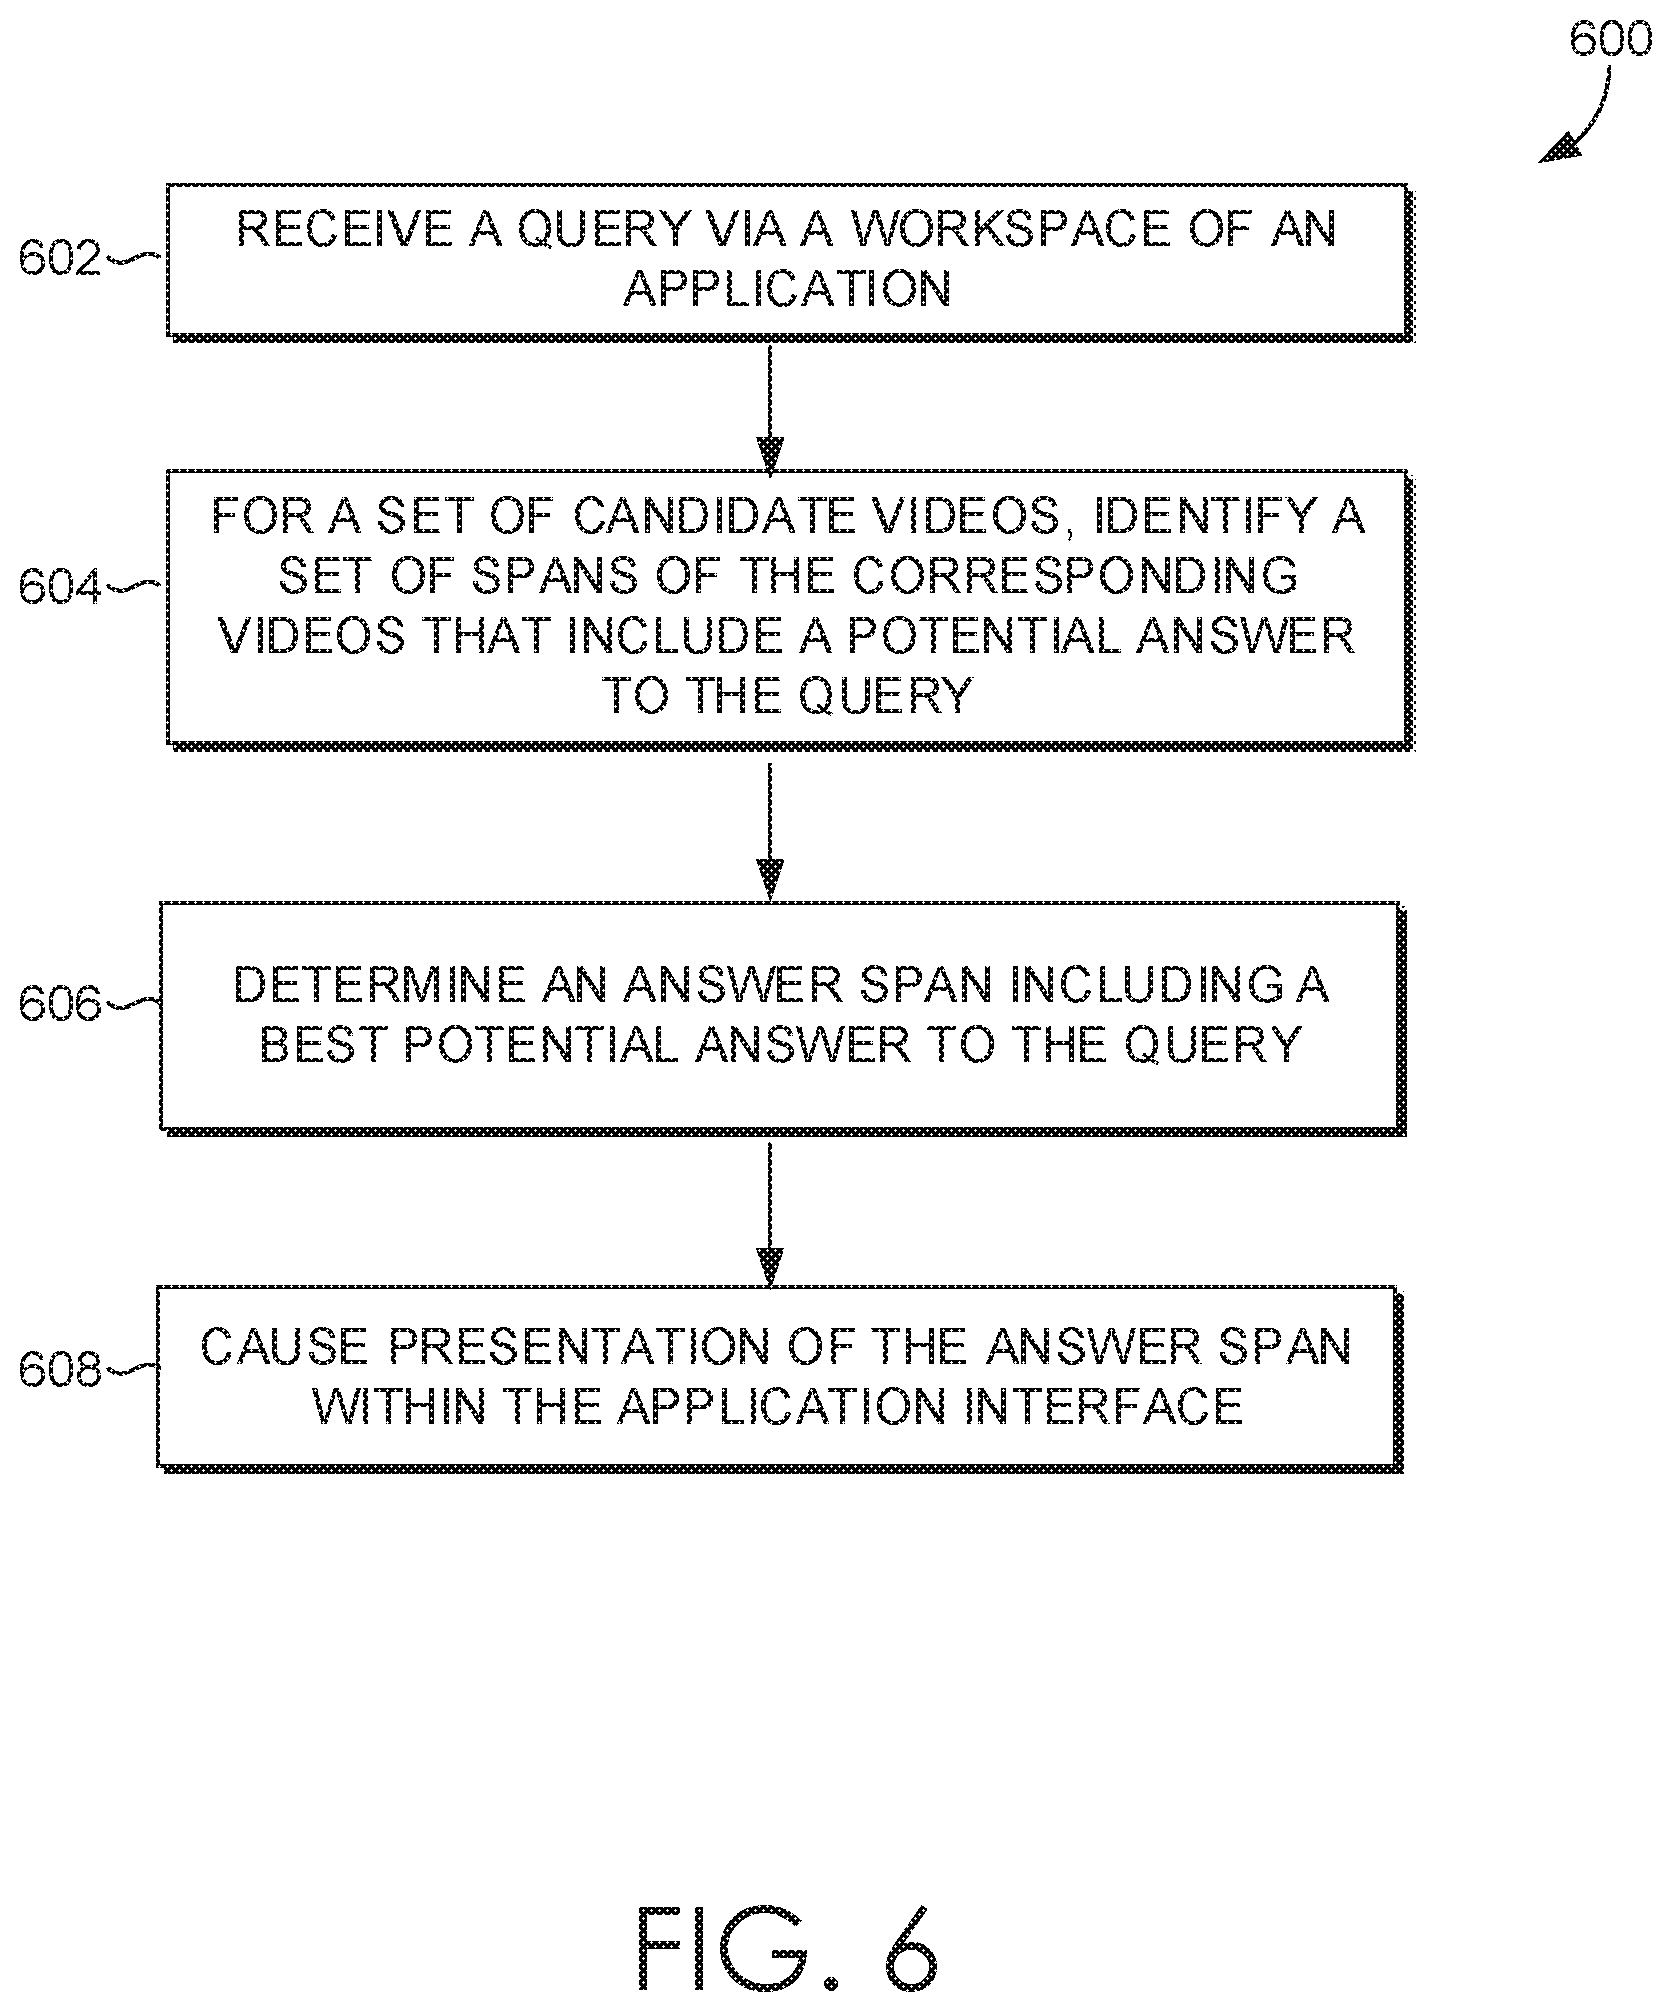 600
602
RECEIVE A QUERY VIA A WORKSPACE OF AN
APPLICATION
604
FOR A SET OF CANDIDATE VIDEOS, IDENTIFY A
SET OF SPANS OF THE CORRESPONDING
VIDEOS THAT INCLUDE A POTENTIAL ANSWER
TO THE QUERY
606
DETERMINE AN ANSWER SPAN INCLUDING A
BEST POTENTIAL ANSWER TO THE QUERY
608
CAUSE PRESENTATION OF THE ANSWER SPAN
WITHIN THE APPLICATION INTERFACE
FIG. 6